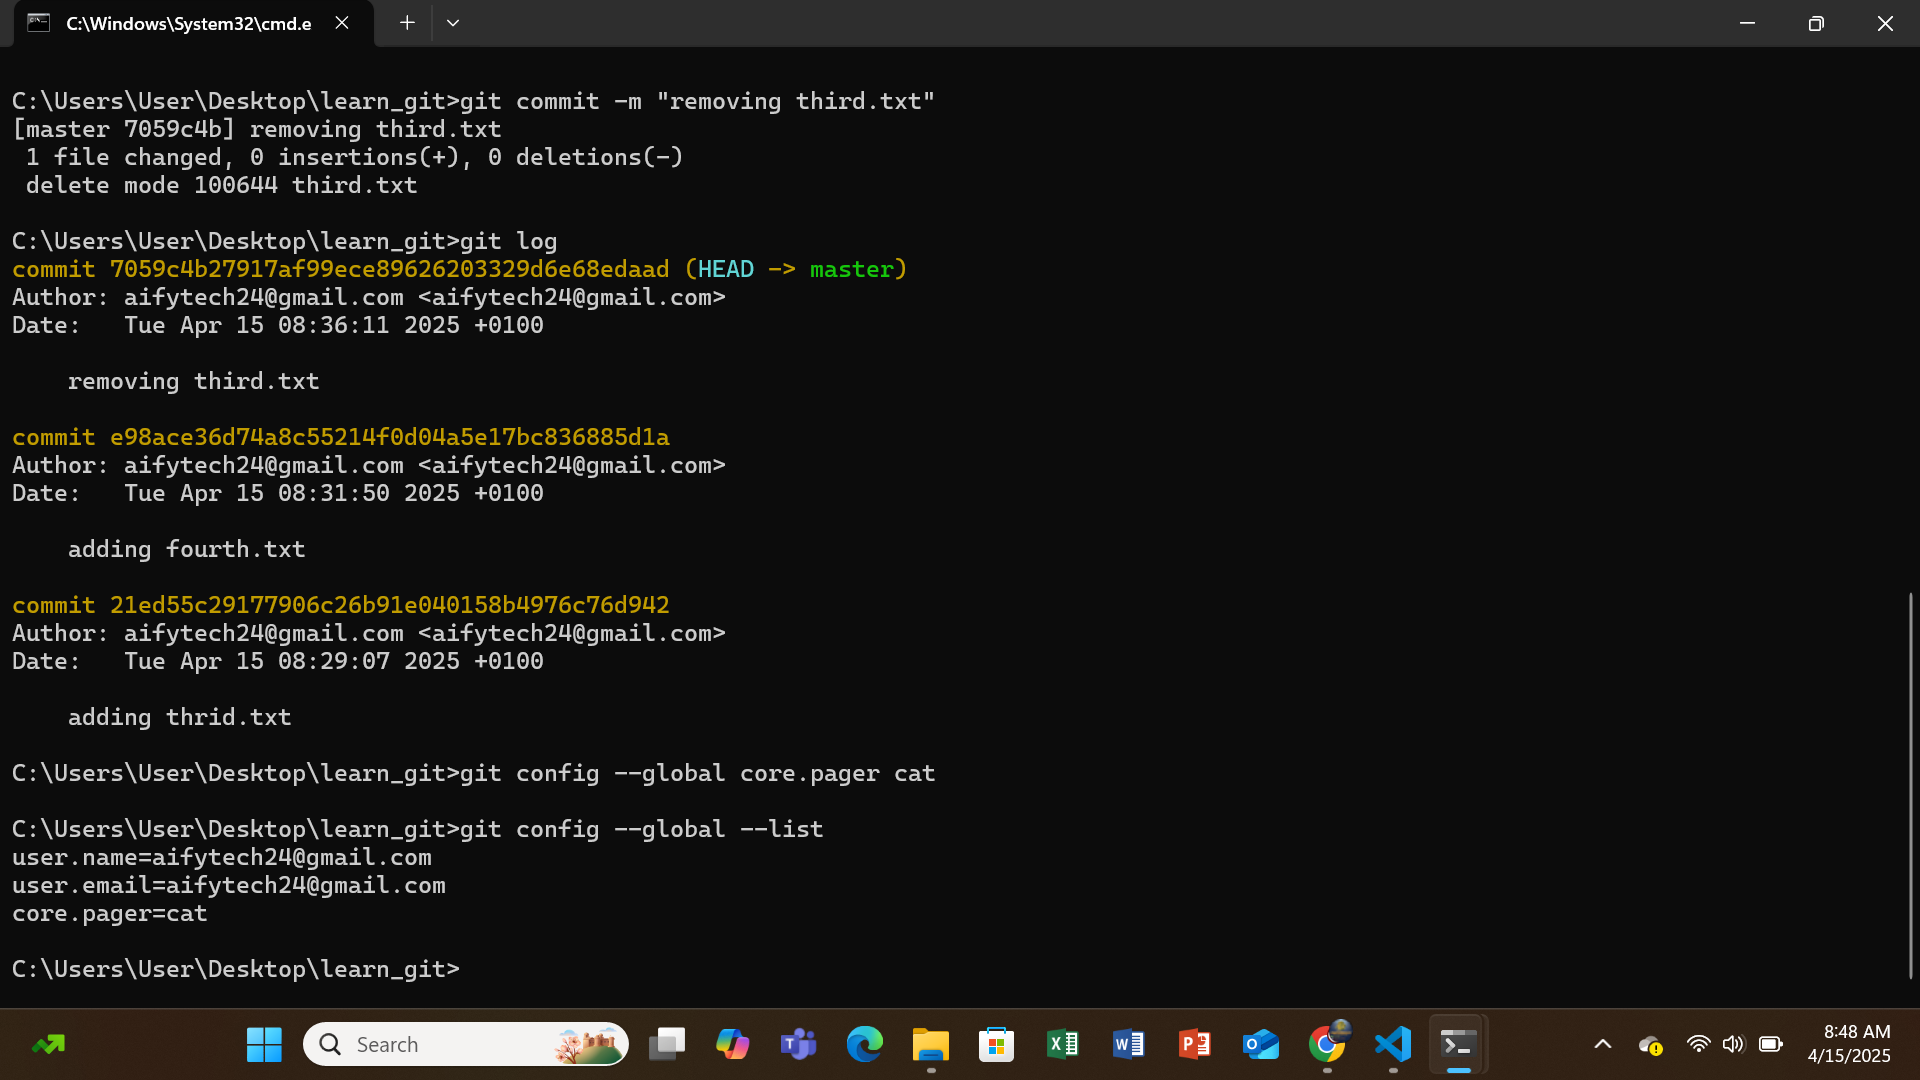 C:\Windows\System32\cmd.e
C:\Users\User\Desktop\learn_git>git commit -m "removing third.txt"
[master 7059c4b] removing third.txt
 1 file changed, 0 insertions(+), 0 deletions(-)
 delete mode 100644 third.txt
C:\Users\User\Desktop\learn_git>git log
commit 7059c4b27917af99ece89626203329d6e68edaad (HEAD -> master)
Author: aifytech24@gmail.com <aifytech24@gmail.com>
Date:   Tue Apr 15 08:36:11 2025 +0100
    removing third.txt
commit e98ace36d74a8c55214f0d04a5e17bc836885d1a
Author: aifytech24@gmail.com <aifytech24@gmail.com>
Date:   Tue Apr 15 08:31:50 2025 +0100
    adding fourth.txt
commit 21ed55c29177906c26b91e040158b4976c76d942
Author: aifytech24@gmail.com <aifytech24@gmail.com>
Date:   Tue Apr 15 08:29:07 2025 +0100
    adding thrid.txt
C:\Users\User\Desktop\learn_git>git config --global core.pager cat
C:\Users\User\Desktop\learn_git>git config --global --list
user.name=aifytech24@gmail.com
user.email=aifytech24@gmail.com
core.pager=cat
C:\Users\User\Desktop\learn_git>
Search
8:48 AM
4/15/2025